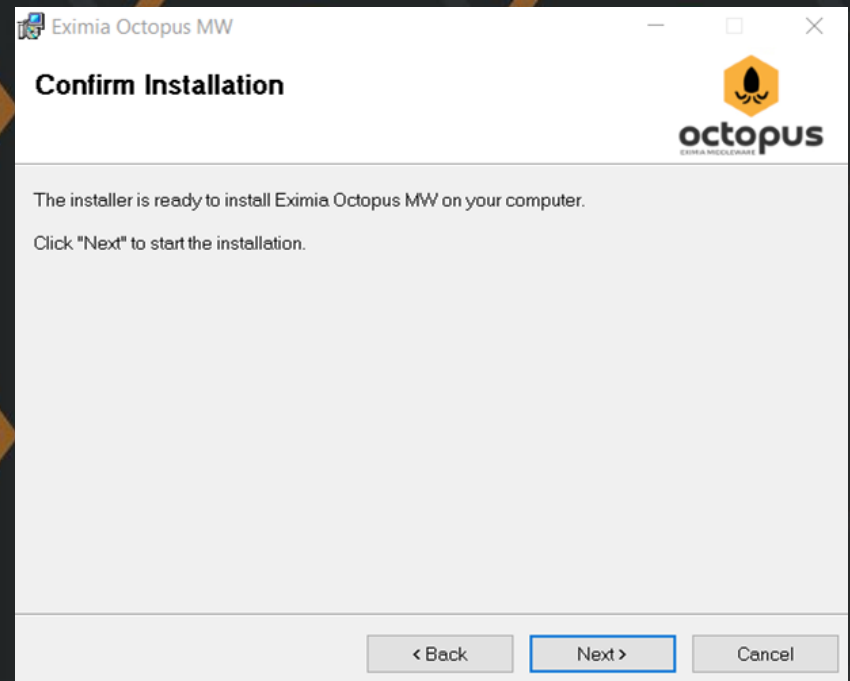 Eximia Octopus MW
Confirm Installation
octopus
EXIMIA MIDDLEWARE
The installer is ready to install Eximia Octopus MW on your computer.
Click "Next" to start the installation.
< Back
Next >
Cancel